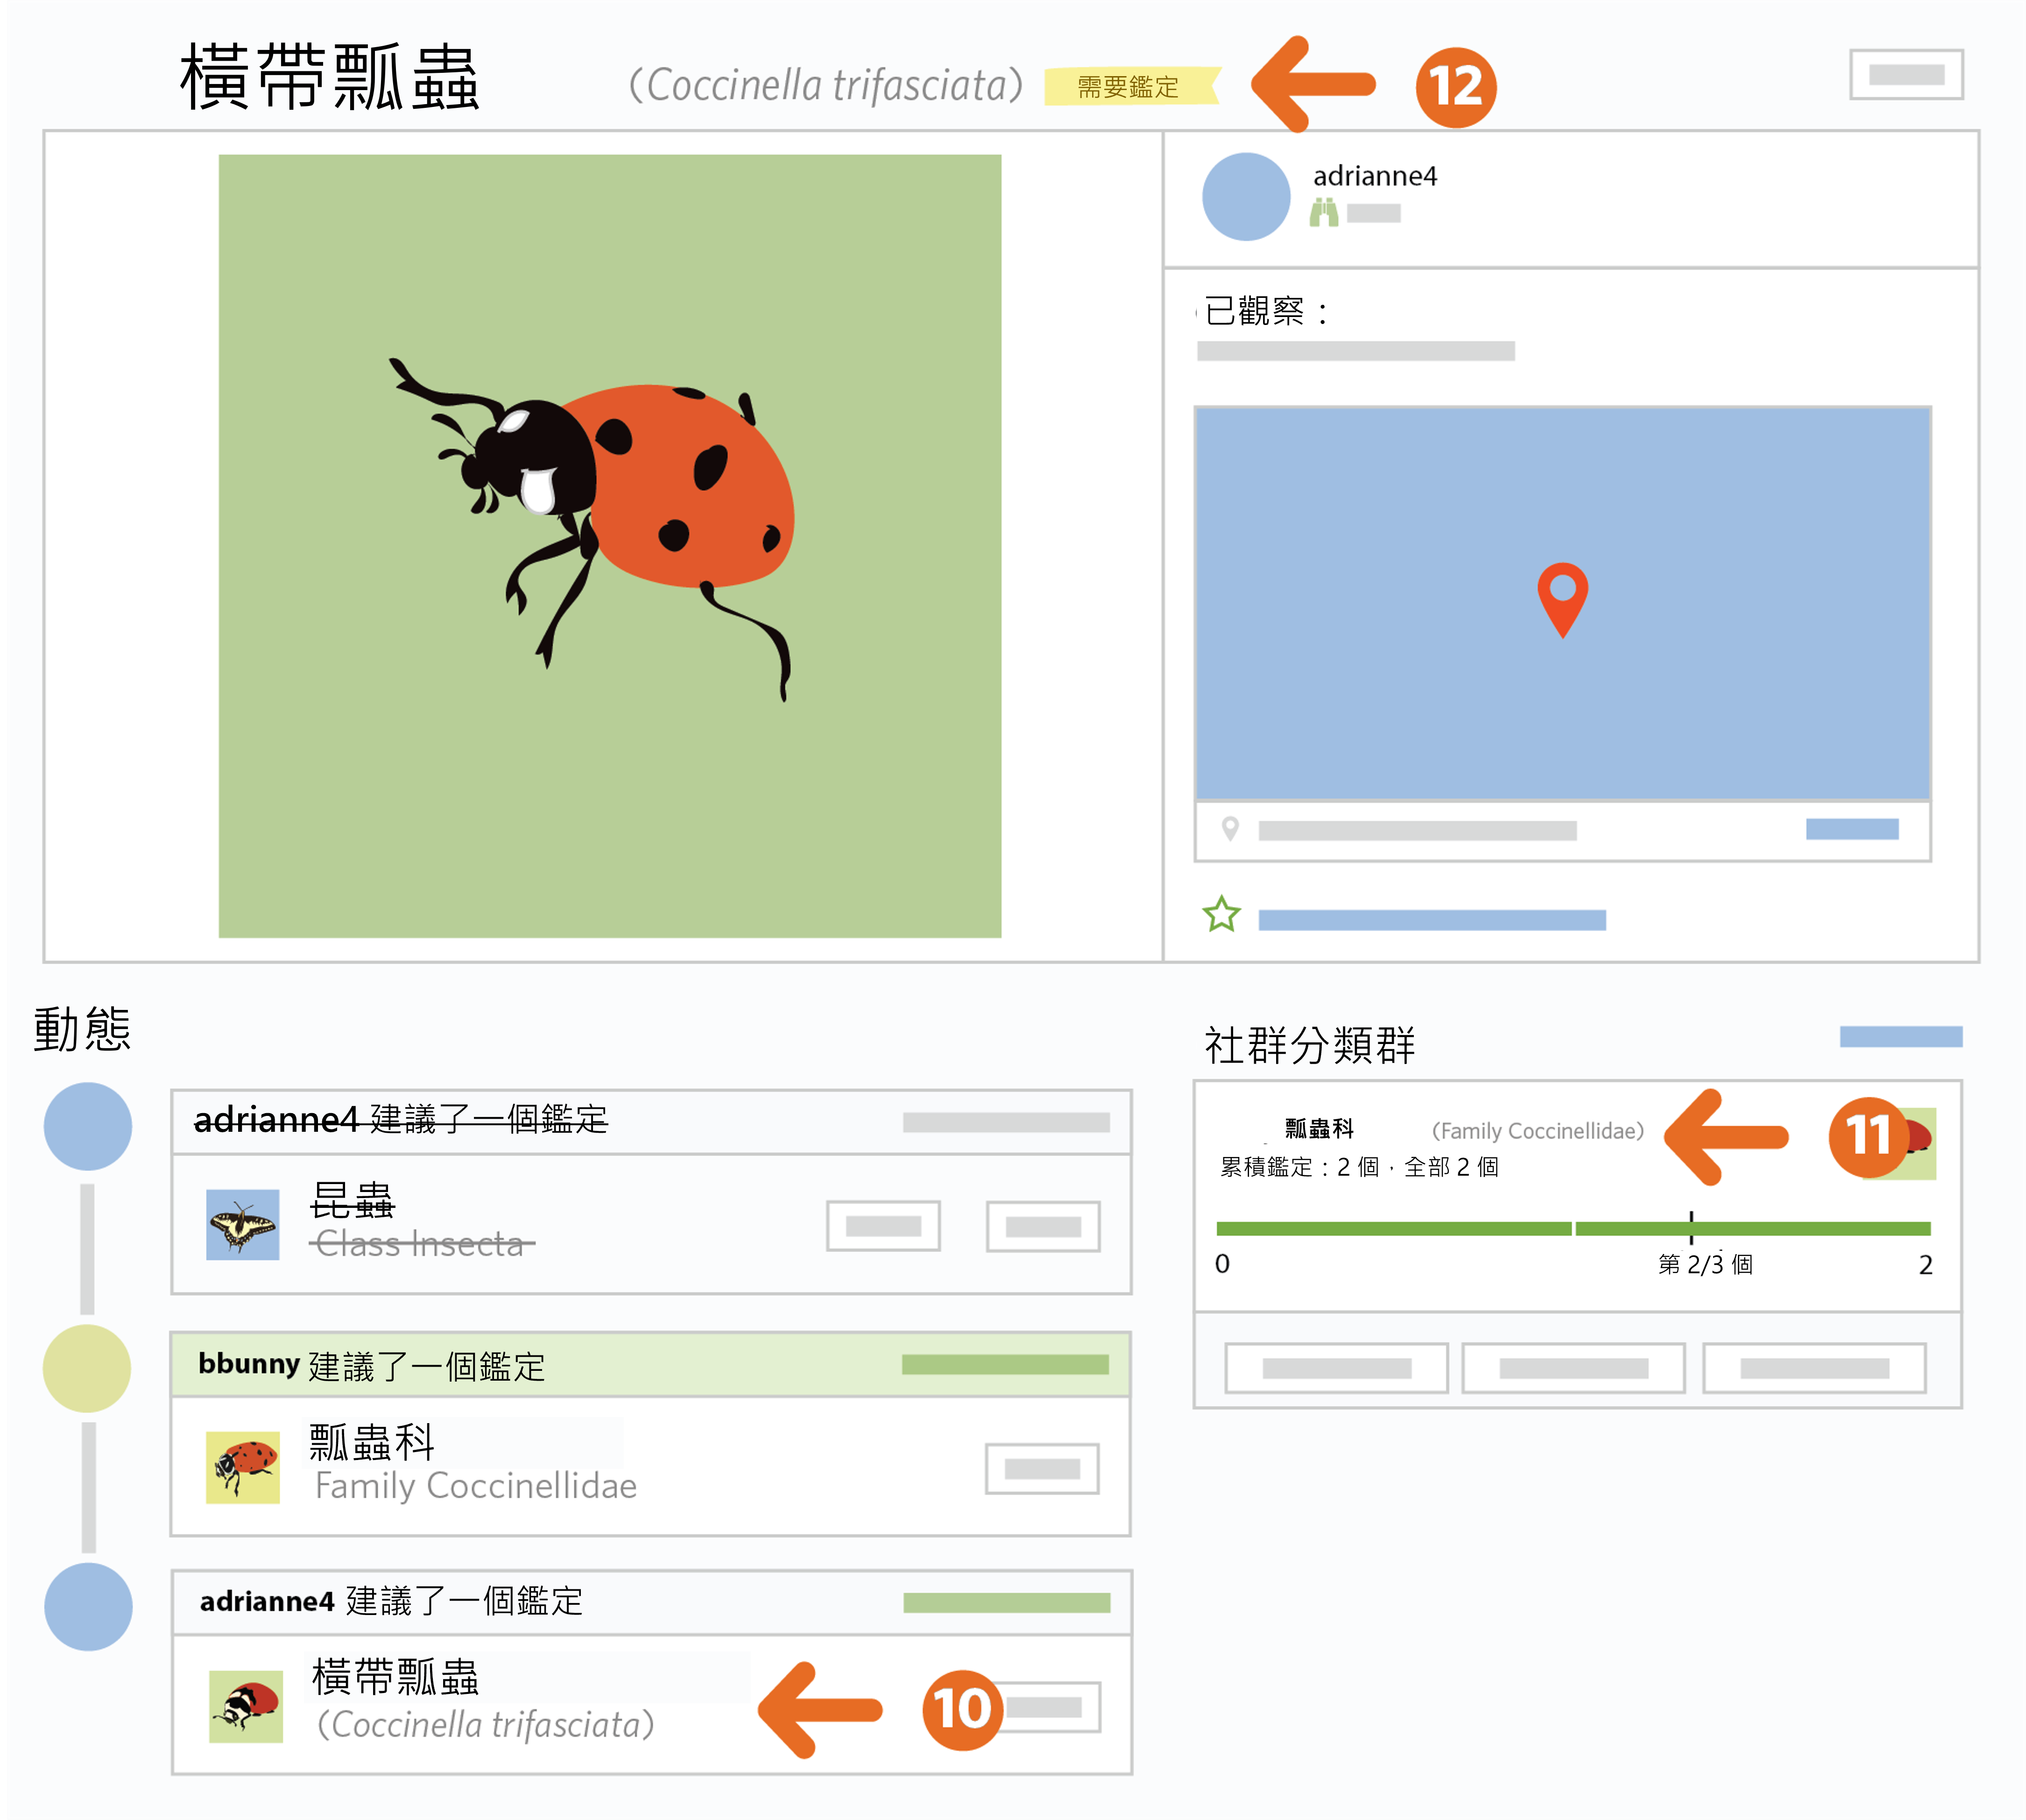 橫帶瓢蟲 (Coccinella trifasciata) 需要鑑定 12
adrianne4
已觀察：
動態
adrianne4 建議了一個鑑定
昆蟲
Class Insecta
bbunny 建議了一個鑑定
瓢蟲科
Family Coccinellidae
adrianne4 建議了一個鑑定
橫帶瓢蟲
(Coccinella trifasciata)
10
社群分類群
瓢蟲科 (Family Coccinellidae) 11
累積鑑定：2 個，全部 2 個
0 第 2/3 個 2